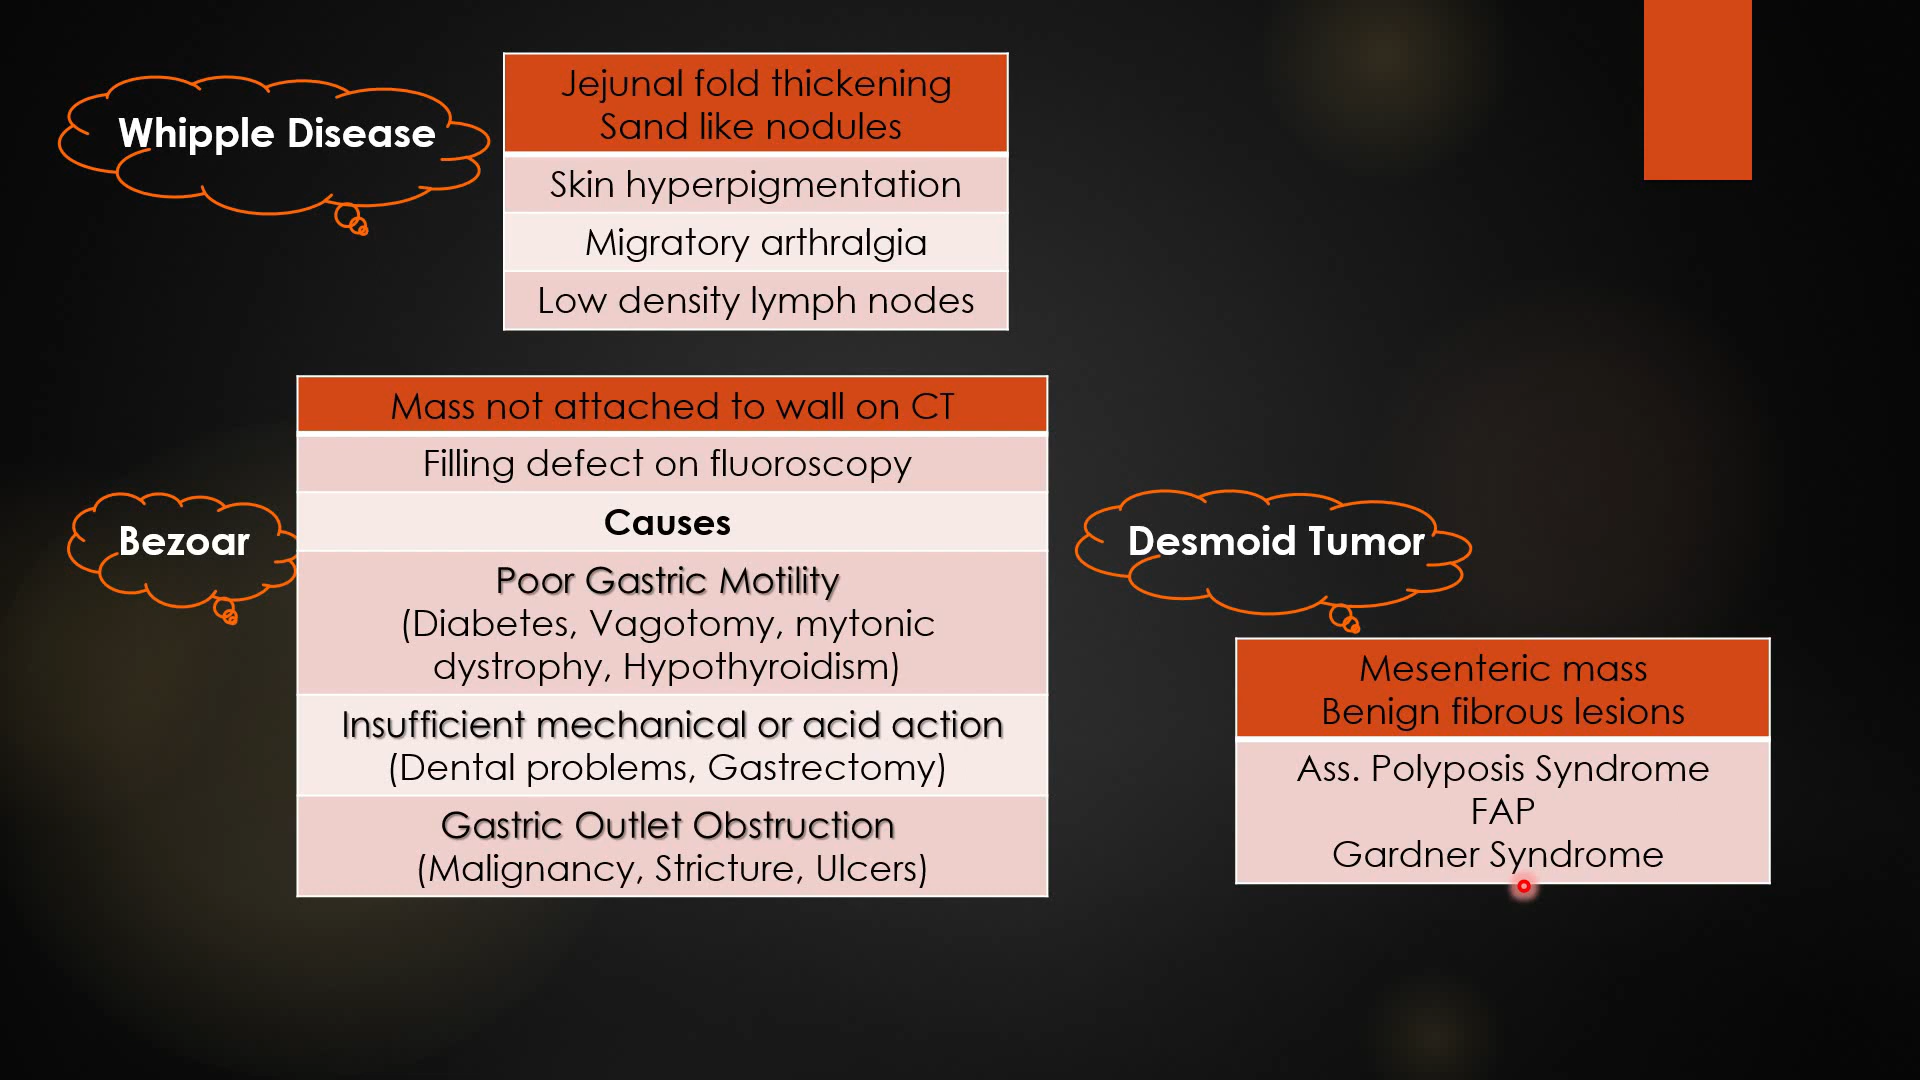 Whipple Disease
Jejunal fold thickening
Sand like nodules
Skin hyperpigmentation
Migratory arthralgia
Low density lymph nodes
Bezoar
Mass not attached to wall on CT
Filling defect on fluoroscopy
Causes
Poor Gastric Motility
(Diabetes, Vagotomy, mytonic
dystrophy, Hypothyroidism)
Insufficient mechanical or acid action
(Dental problems, Gastrectomy)
Gastric Outlet Obstruction
(Malignancy, Stricture, Ulcers)
Desmoid Tumor
Mesenteric mass
Benign fibrous lesions
Ass. Polyposis Syndrome
FAP
Gardner Syndrome